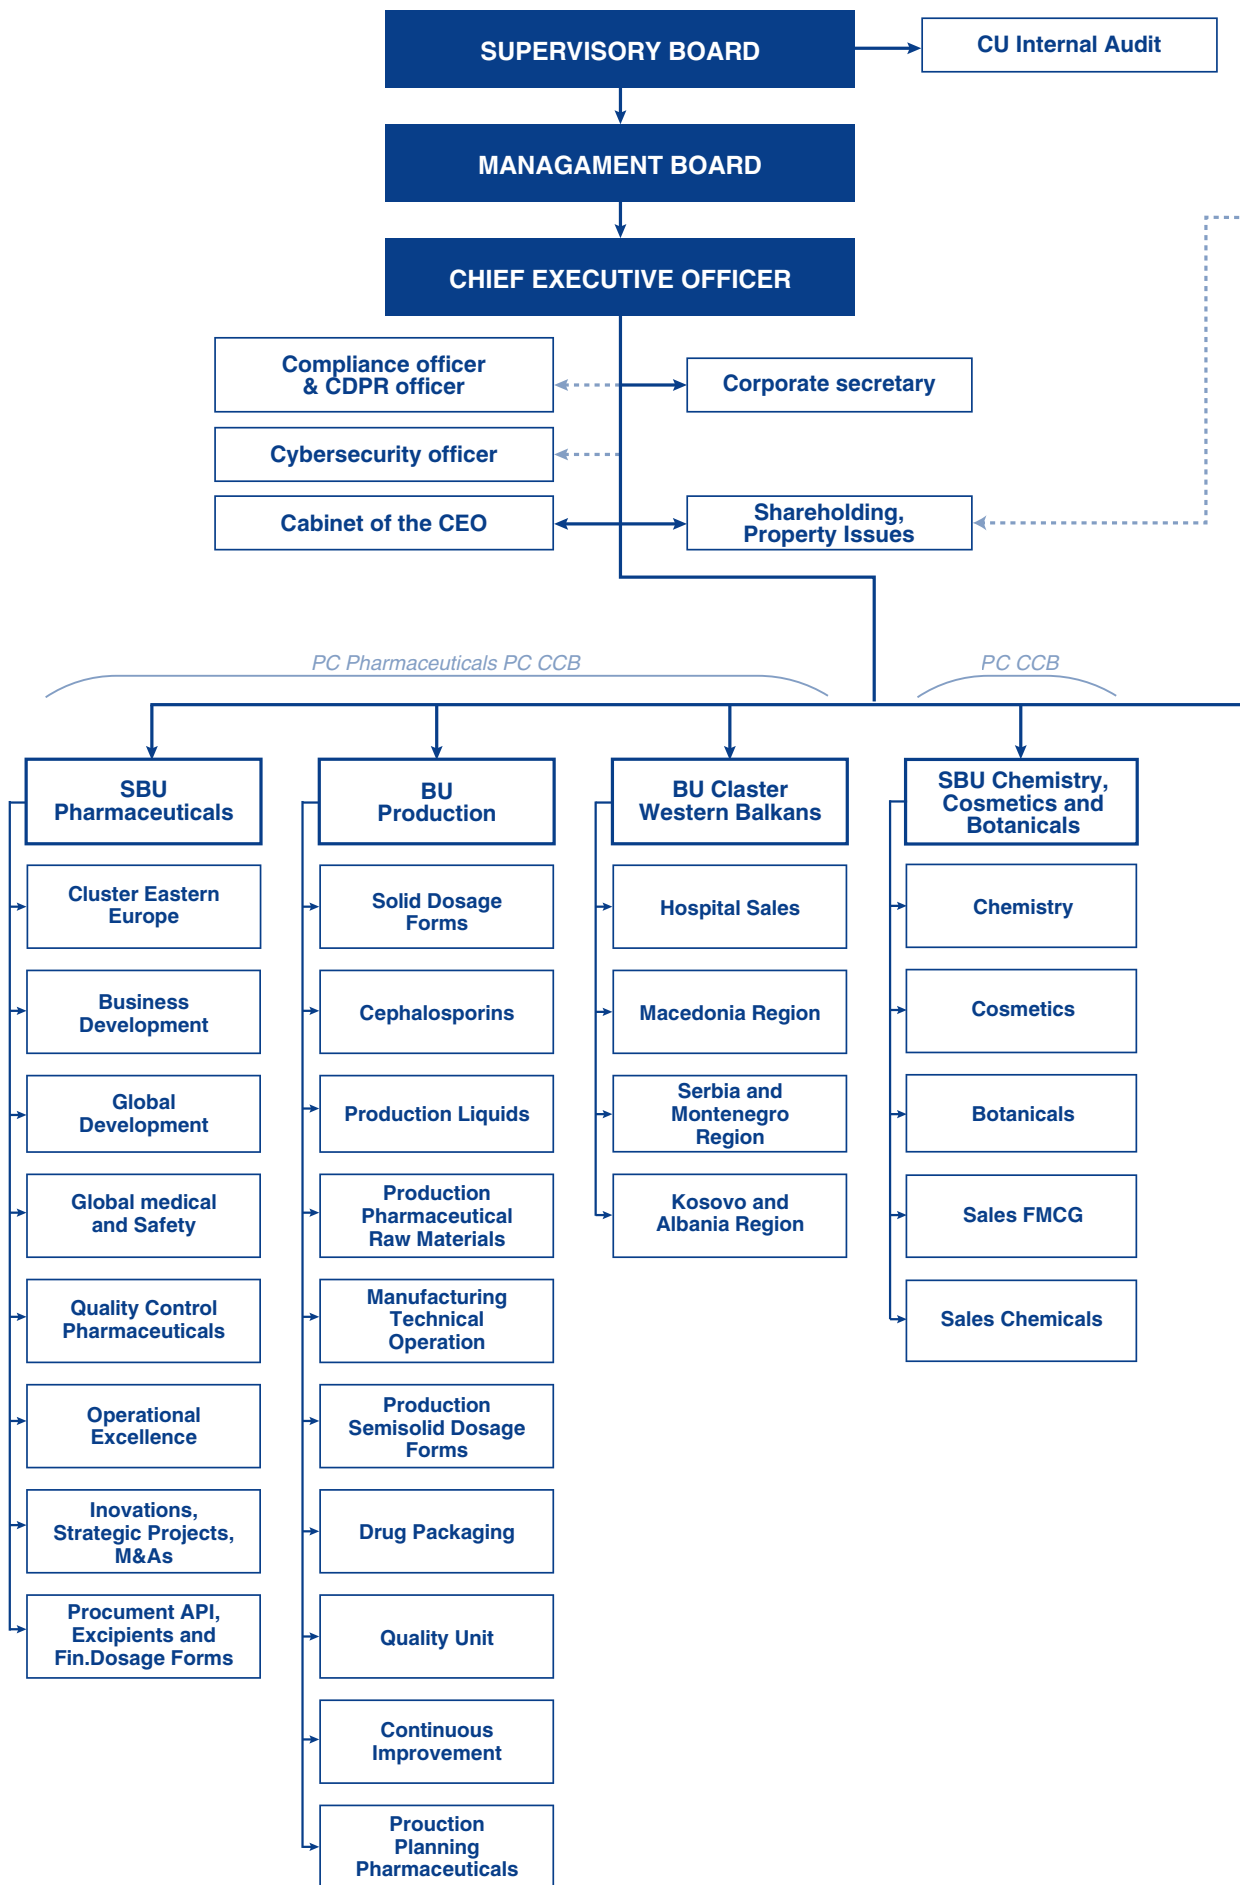 SUPERVISORY BOARD
CU Internal Audit
MANAGAMENT BOARD
CHIEF EXECUTIVE OFFICER
Compliance officer
& CDPR officer
Corporate secretary
Cybersecurity officer
Cabinet of the CEO
Shareholding,
Property Issues
PC Pharmaceuticals PC CCB
PC CCB
SBU
Pharmaceuticals
Cluster Eastern
Europe
Business
Development
Global
Development
Global medical
and Safety
Quality Control
Pharmaceuticals
Operational
Excellence
Inovations,
Strategic Projects,
M&As
Procument API,
Excipients and
Fin.Dosage Forms
BU
Production
Solid Dosage
Forms
Cephalosporins
Production Liquids
Production
Pharmaceutical
Raw Materials
Manufacturing
Technical
Operation
Production
Semisolid Dosage
Forms
Drug Packaging
Quality Unit
Continuous
Improvement
Prouction
Planning
Pharmaceuticals
BU Claster
Western Balkans
Hospital Sales
Macedonia Region
Serbia and
Montenegro
Region
Kosovo and
Albania Region
SBU Chemistry,
Cosmetics and
Botanicals
Chemistry
Cosmetics
Botanicals
Sales FMCG
Sales Chemicals